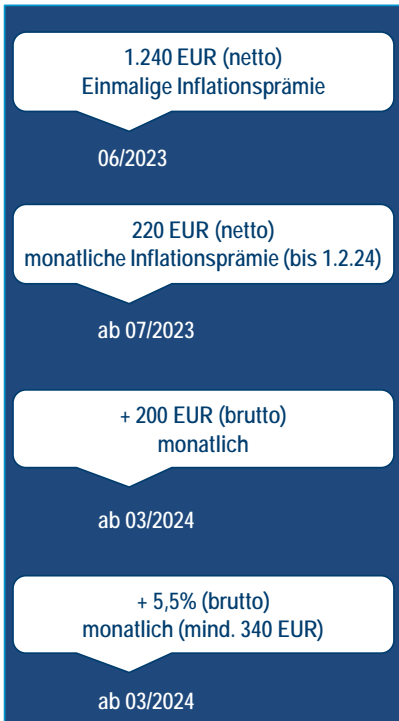 1.240 EUR (netto)
Einmalige Inflationsprämie
06/2023
220 EUR (netto)
monatliche Inflationsprämie (bis 1.2.24)
ab 07/2023
+ 200 EUR (brutto)
monatlich
ab 03/2024
+ 5,5% (brutto)
monatlich (mind. 340 EUR)
ab 03/2024